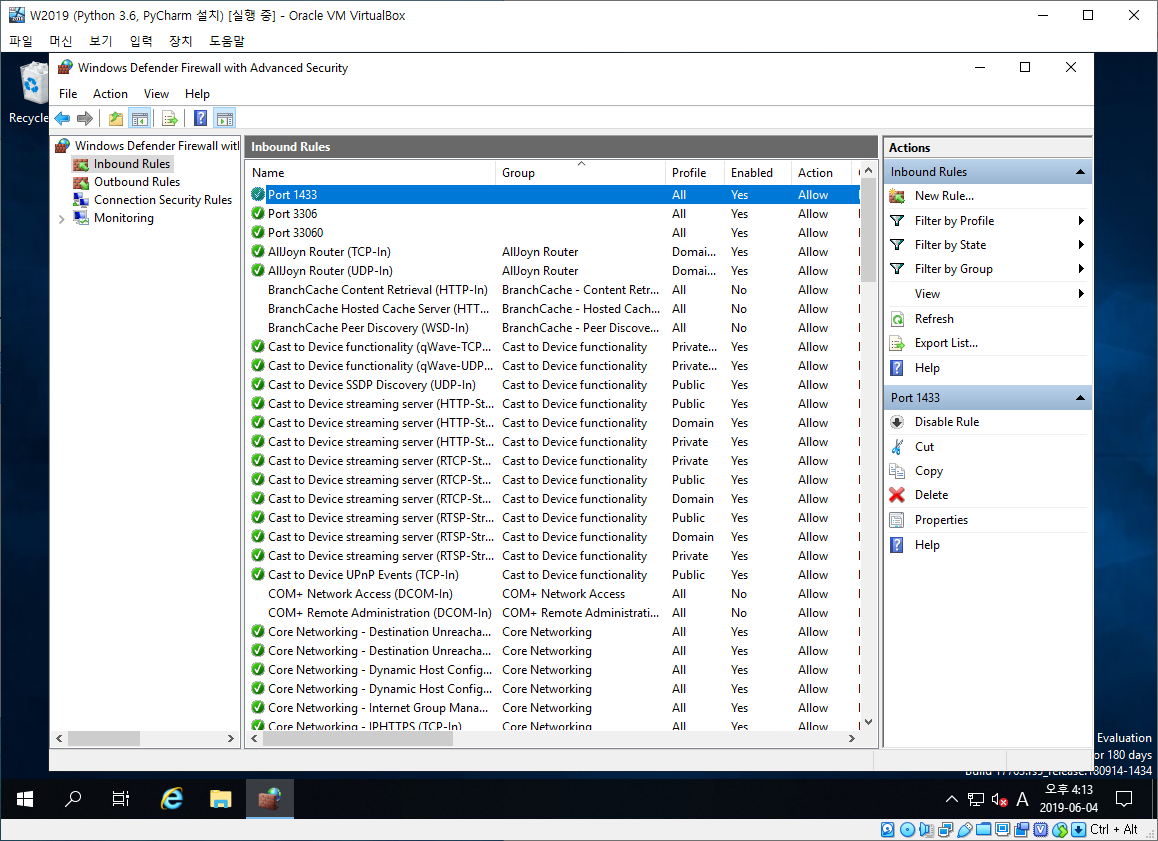 W2019 (Python 3.6, PyCharm 설치) [실행 중] - Oracle VM VirtualBox
파일 머신 보기 입력 장치 도움말
Recycle
Windows Defender Firewall with Advanced Security
File Action View Help
Windows Defender Firewall wit
Inbound Rules
Outbound Rules
Connection Security Rules
Monitoring
Inbound Rules
Name Group Profile Enabled Action
Port 1433 All Yes Allow
Port 3306 All Yes Allow
Port 33060 All Yes Allow
AllJoyn Router (TCP-In) AllJoyn Router Domai... Yes Allow
AllJoyn Router (UDP-In) AllJoyn Router Domai... Yes Allow
BranchCache Content Retrieval (HTTP-In) BranchCache - Content Retr... All No Allow
BranchCache Hosted Cache Server (HTT... BranchCache - Hosted Cach... All No Allow
BranchCache Peer Discovery (WSD-In) BranchCache - Peer Discove... All No Allow
Cast to Device functionality (qWave-TCP... Cast to Device functionality Private... Yes Allow
Cast to Device functionality (qWave-UDP... Cast to Device functionality Private... Yes Allow
Cast to Device SSDP Discovery (UDP-In) Cast to Device functionality Public Yes Allow
Cast to Device streaming server (HTTP-St... Cast to Device functionality Public Yes Allow
Cast to Device streaming server (HTTP-St... Cast to Device functionality Domain Yes Allow
Cast to Device streaming server (HTTP-St... Cast to Device functionality Private Yes Allow
Cast to Device streaming server (RTCP-St... Cast to Device functionality Private Yes Allow
Cast to Device streaming server (RTCP-St... Cast to Device functionality Public Yes Allow
Cast to Device streaming server (RTCP-St... Cast to Device functionality Domain Yes Allow
Cast to Device streaming server (RTSP-Str... Cast to Device functionality Public Yes Allow
Cast to Device streaming server (RTSP-Str... Cast to Device functionality Domain Yes Allow
Cast to Device streaming server (RTSP-Str... Cast to Device functionality Private Yes Allow
Cast to Device UPnP Events (TCP-In) Cast to Device functionality Public Yes Allow
COM+ Network Access (DCOM-In) COM+ Network Access All No Allow
COM+ Remote Administration (DCOM-In) COM+ Remote Administrati... All No Allow
Core Networking - Destination Unreacha... Core Networking All Yes Allow
Core Networking - Destination Unreacha... Core Networking All Yes Allow
Core Networking - Dynamic Host Config... Core Networking All Yes Allow
Core Networking - Dynamic Host Config... Core Networking All Yes Allow
Core Networking - Internet Group Mana... Core Networking All Yes Allow
Core Networking - IPHTTPS (TCP-In) Core Networking All Yes Allow
Actions
Inbound Rules
New Rule...
Filter by Profile
Filter by State
Filter by Group
View
Refresh
Export List...
Help
Port 1433
Disable Rule
Cut
Copy
Delete
Properties
Help
Evaluation
or 180 days
A
오후 4:13
2019-06-04
Ctrl + Alt